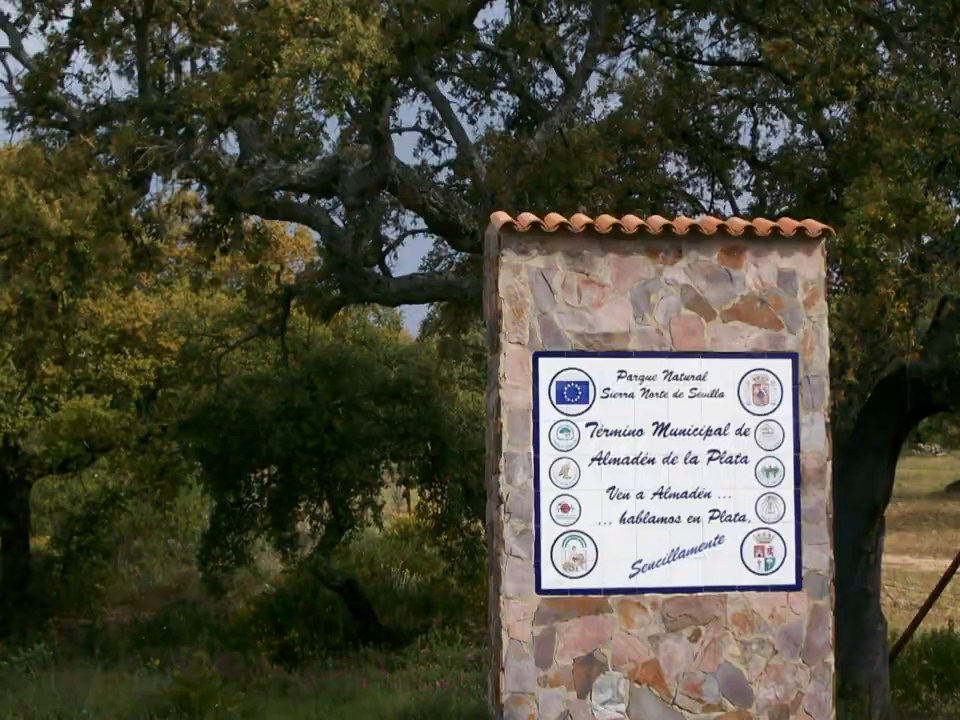 Parque Natural
Sierra Norte de Sevilla
Término Municipal de
Almadén de la Plata
Ven a Almadén ...
... hablamos en Plata,
Sencillamente